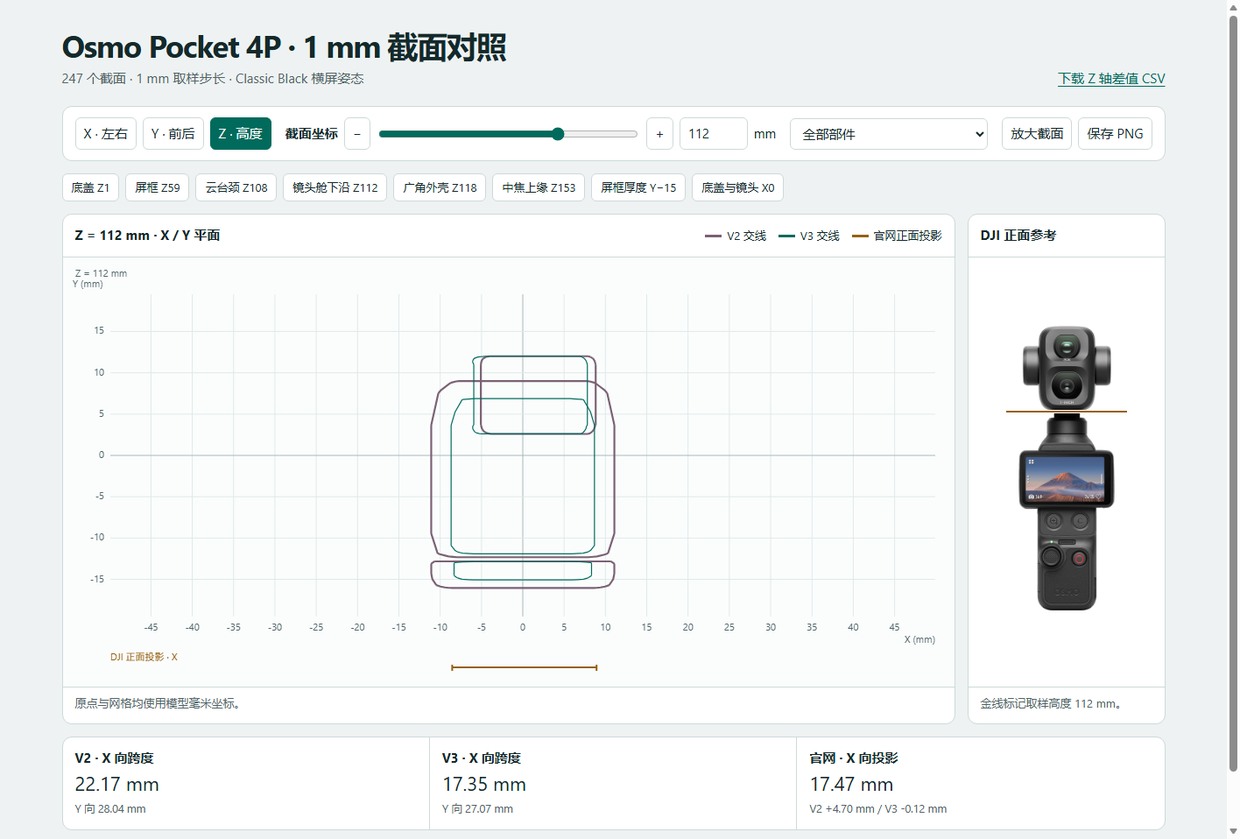 Osmo Pocket 4P · 1 mm 截面对照
247 个截面 · 1 mm 取样步长 · Classic Black 横屏姿态
下载 Z 轴差值 CSV
X · 左右
Y · 前后
Z · 高度
截面坐标
−
+
112
mm
全部部件
放大截面
保存 PNG
底盖 Z1
屏框 Z59
云台颈 Z108
镜头舱下沿 Z112
广角外壳 Z118
中焦上缘 Z153
屏框厚度 Y−15
底盖与镜头 X0
Z = 112 mm · X / Y 平面
V2 交线
V3 交线
官网正面投影
Z = 112 mm
Y (mm)
15
10
5
0
-5
-10
-15
-45 -40 -35 -30 -25 -20 -15 -10 -5 0 5 10 15 20 25 30 35 40 45
X (mm)
DJI 正面投影 · X
原点与网格均使用模型毫米坐标。
DJI 正面参考
金线标记取样高度 112 mm。
V2 · X 向跨度
22.17 mm
Y 向 28.04 mm
V3 · X 向跨度
17.35 mm
Y 向 27.07 mm
官网 · X 向投影
17.47 mm
V2 +4.70 mm / V3 -0.12 mm